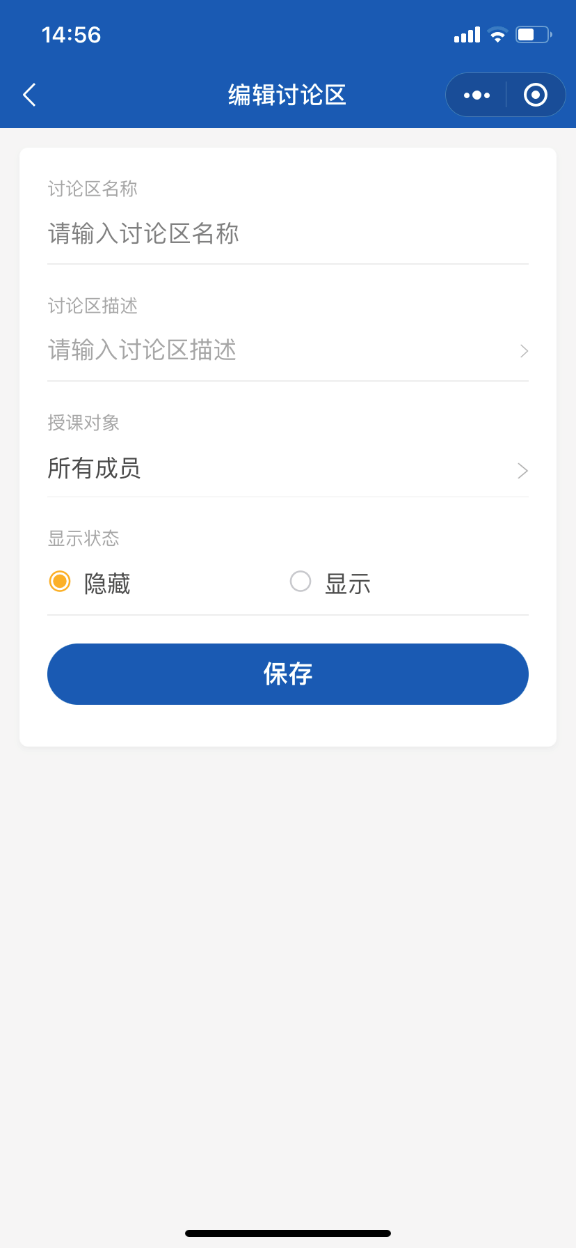 14:56
编辑讨论区
讨论区名称
请输入讨论区名称
讨论区描述
请输入讨论区描述
授课对象
所有成员
显示状态
隐藏
显示
保存